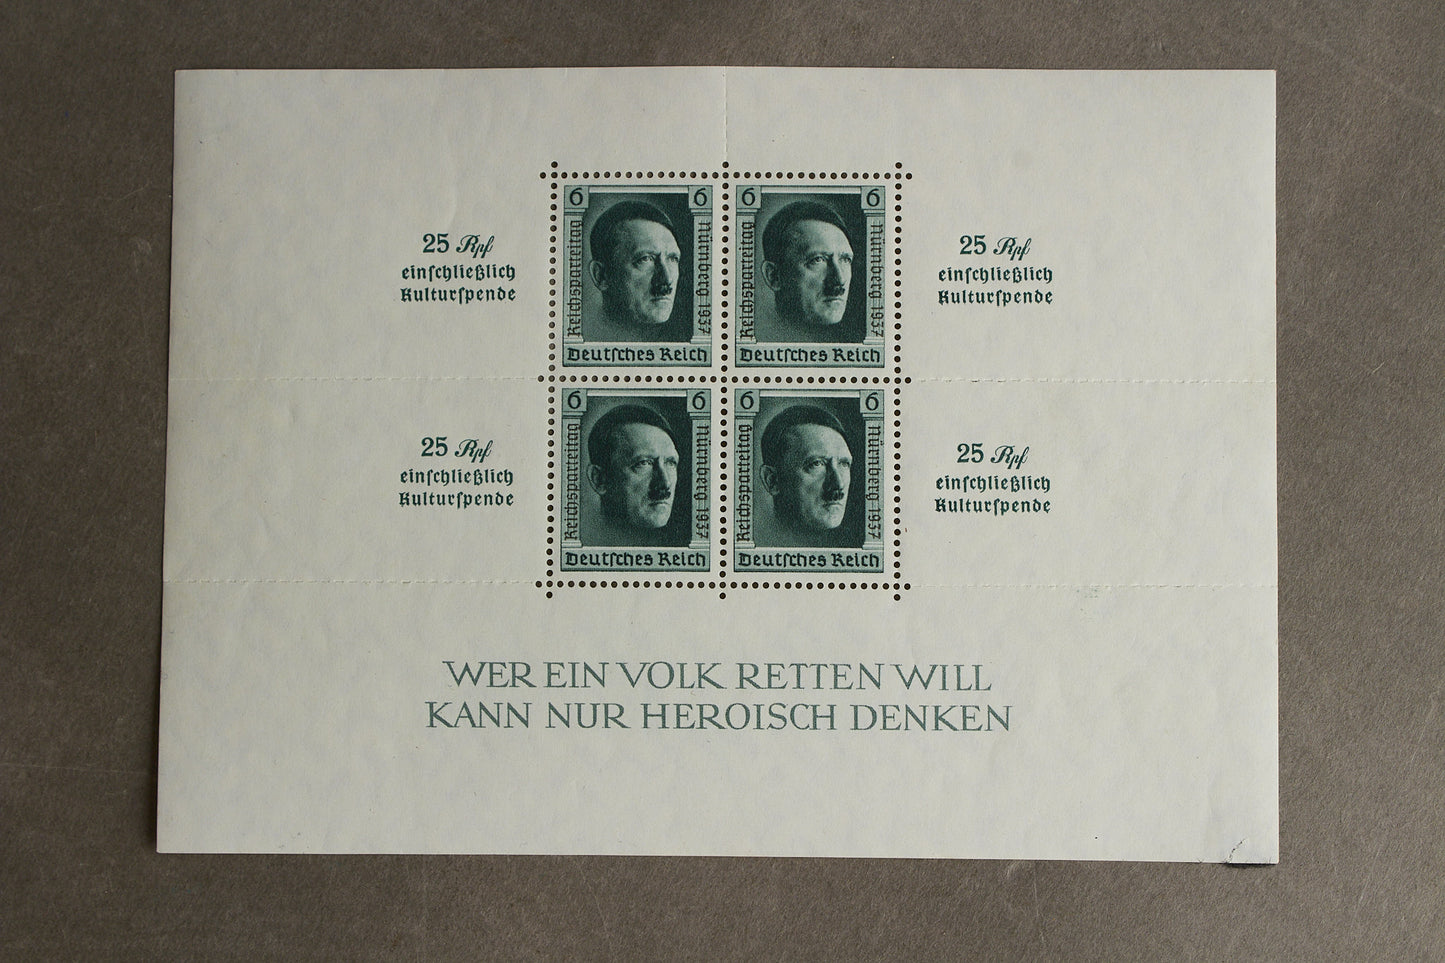 6 6
Reichsparteitag
Nürnberg 1937
Deutſches Reich
6 6
Reichsparteitag
Nürnberg 1937
Deutſches Reich
25 Rpf
einſchließlich
Kulturſpende
25 Rpf
einſchließlich
Kulturſpende
6 6
Reichsparteitag
Nürnberg 1937
Deutſches Reich
6 6
Reichsparteitag
Nürnberg 1937
Deutſches Reich
25 Rpf
einſchließlich
Kulturſpende
25 Rpf
einſchließlich
Kulturſpende
WER EIN VOLK RETTEN WILL
KANN NUR HEROISCH DENKEN